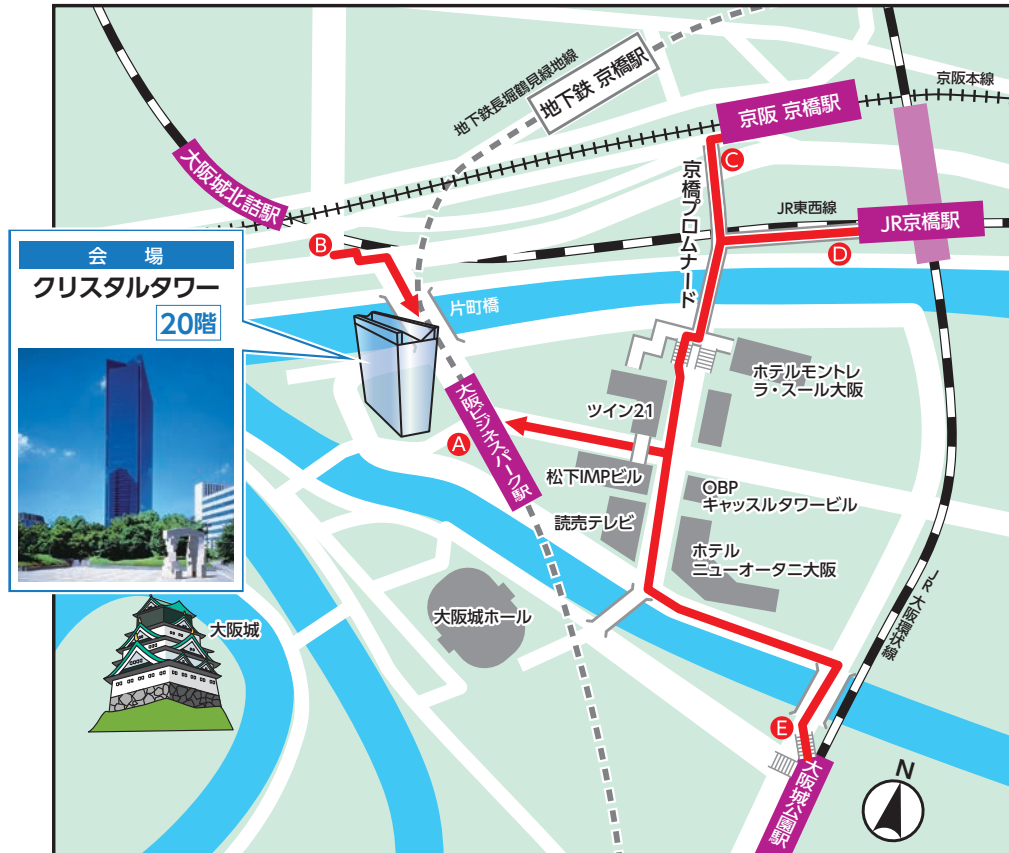 地下鉄長堀鶴見緑地線
地下鉄 京橋駅
京阪 京橋駅
京阪本線
大阪城北詰駅
C
京橋プロムナード
JR東西線
JR京橋駅
D
B
会 場
クリスタルタワー
20階
片町橋
ホテルモントレ
ラ・スール大阪
ツイン21
A
大阪ビジネスパーク駅
松下IMPビル
OBP
キャッスルタワービル
読売テレビ
ホテル
ニューオータニ大阪
JR 大阪環状線
大阪城ホール
大阪城
E
大阪城公園駅
N